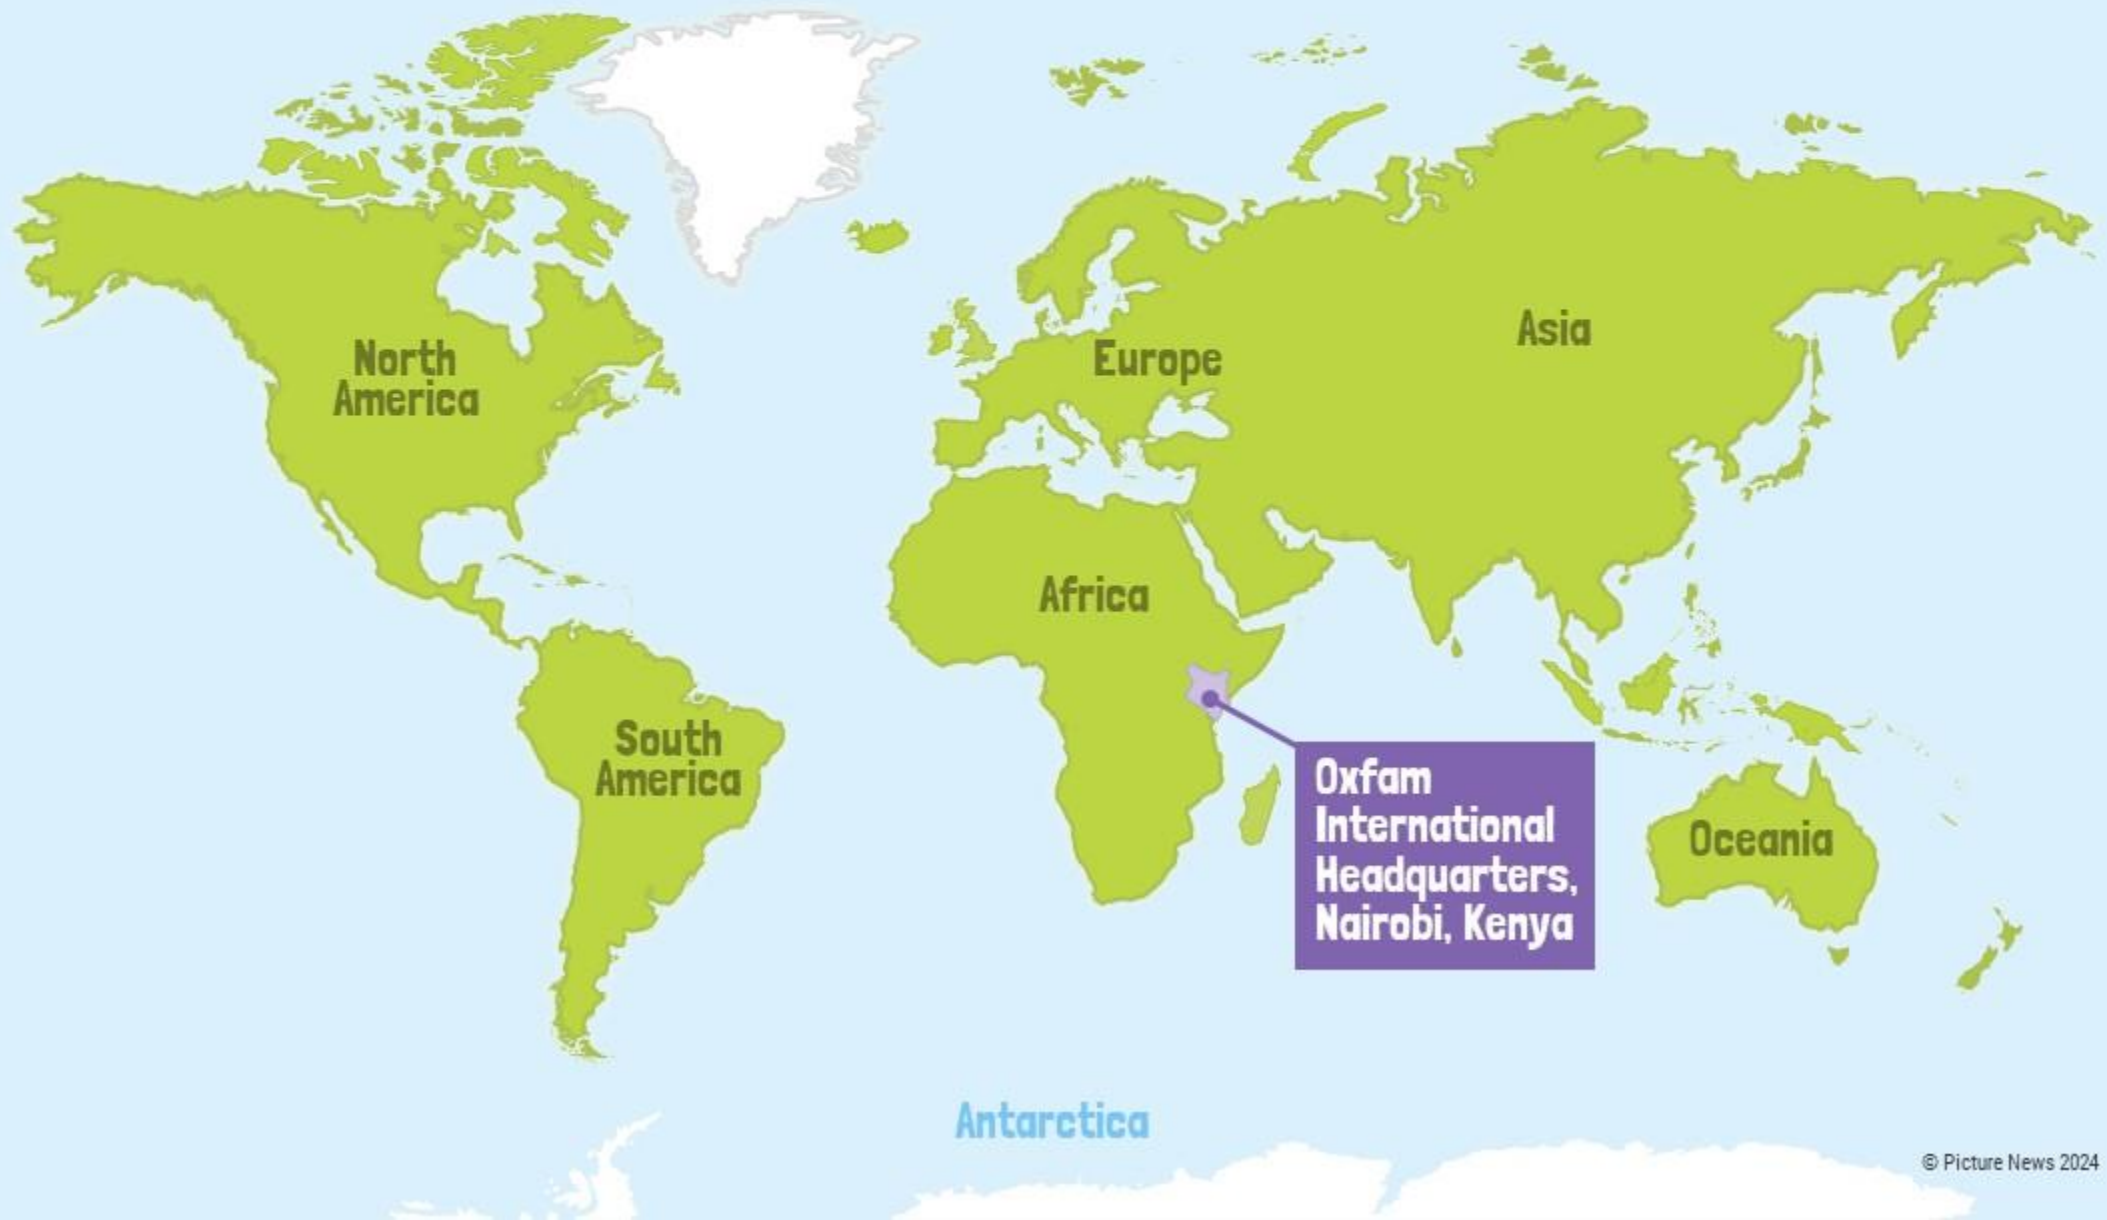 North
America
Europe
Asia
Africa
South
America
Oxfam
International
Headquarters,
Nairobi, Kenya
Oceania
Antarctica
© Picture News 2024